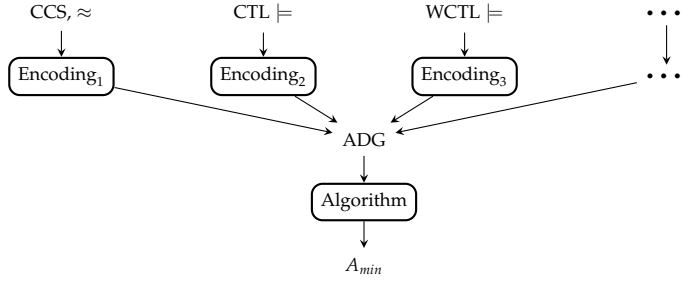 CCS, ≈
CTL ⊨
WCTL ⊨
•••
Encoding₁
Encoding₂
Encoding₃
•••
ADG
Algorithm
A_min